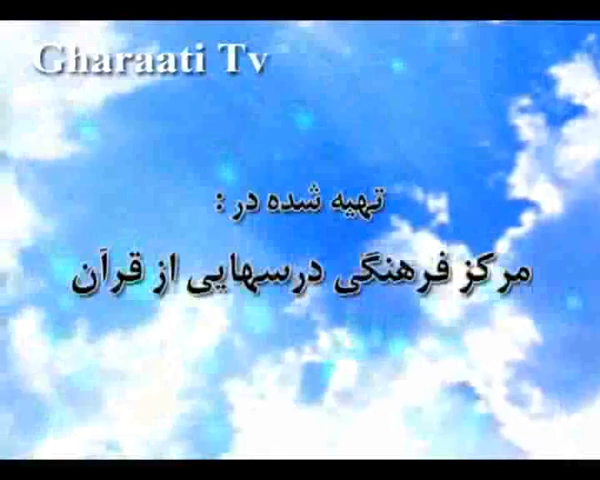 Gharaati Tv
تهیه شده در :
مرکز فرهنگی درسهایی از قرآن